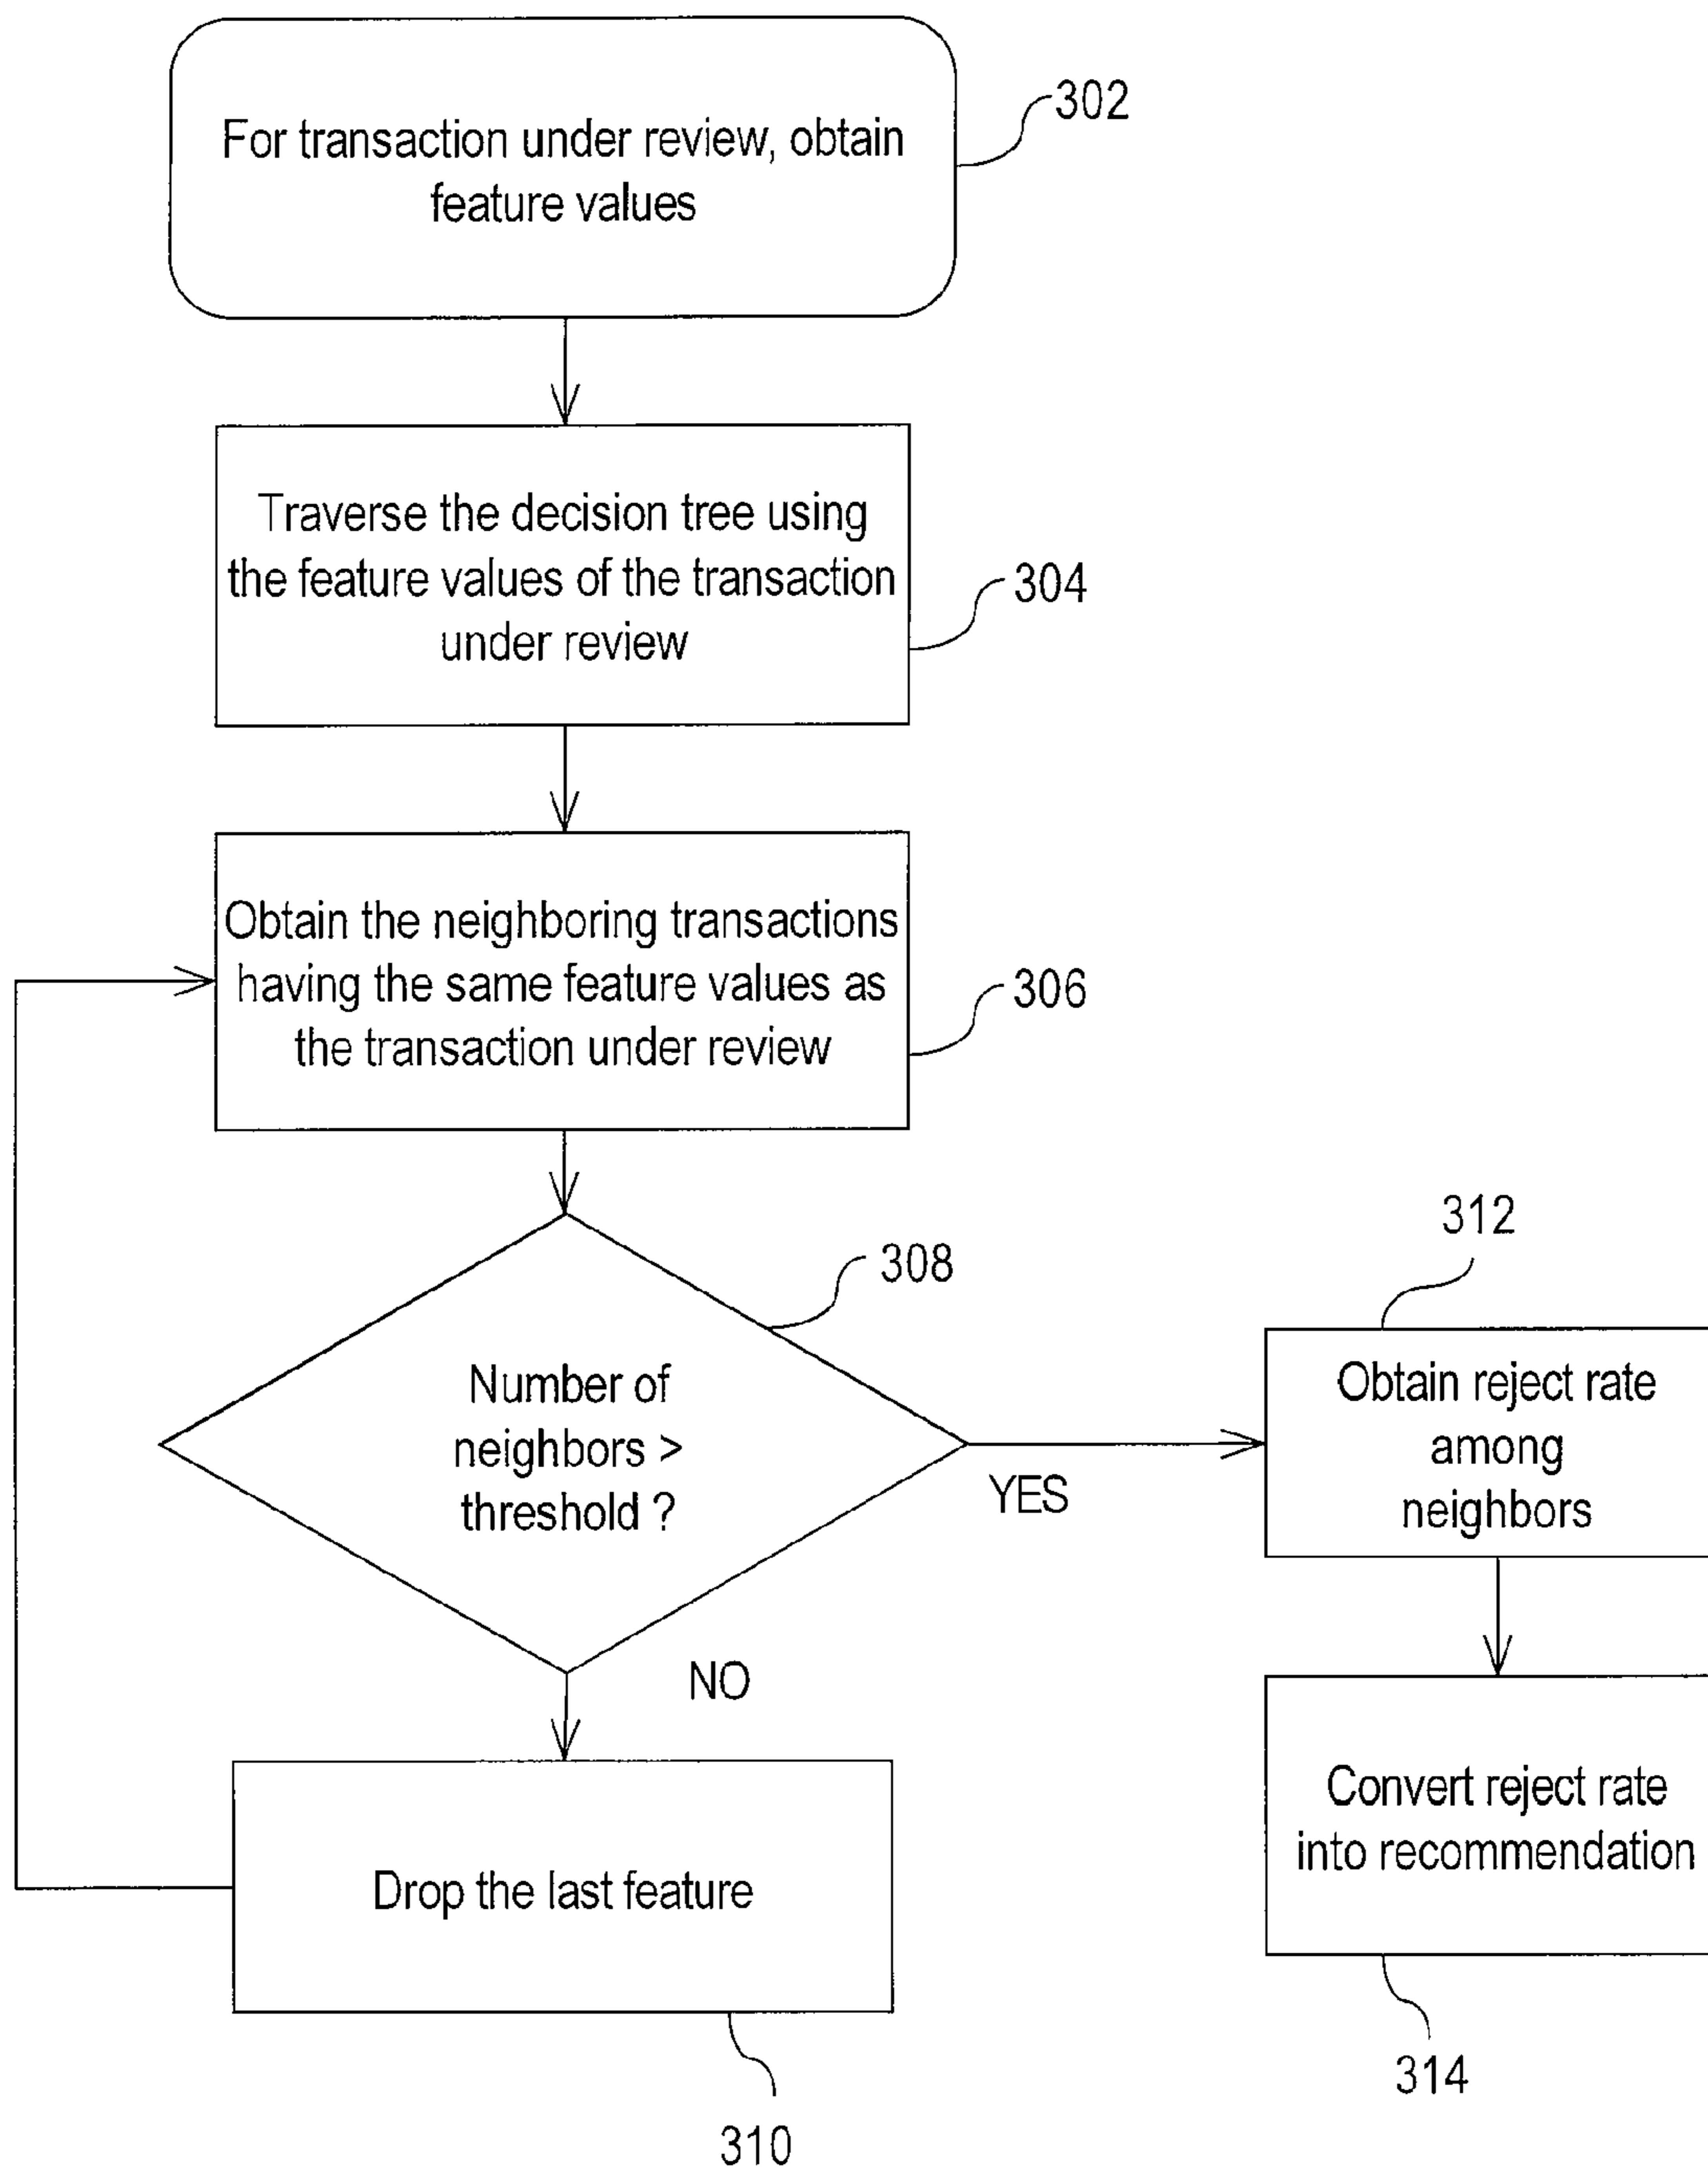 For transaction under review, obtain
feature values
302
Traverse the decision tree using
the feature values of the transaction
under review
304
Obtain the neighboring transactions
having the same feature values as
the transaction under review
306
Number of
neighbors >
threshold ?
308
YES
NO
312
Obtain reject rate
among
neighbors
Convert reject rate
into recommendation
314
Drop the last feature
310